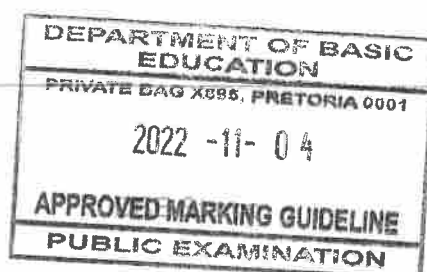 DEPARTMENT OF BASIC
EDUCATION
PRIVATE BAG X895, PRETORIA 0001
2022 -11- 04
APPROVED MARKING GUIDELINE
PUBLIC EXAMINATION